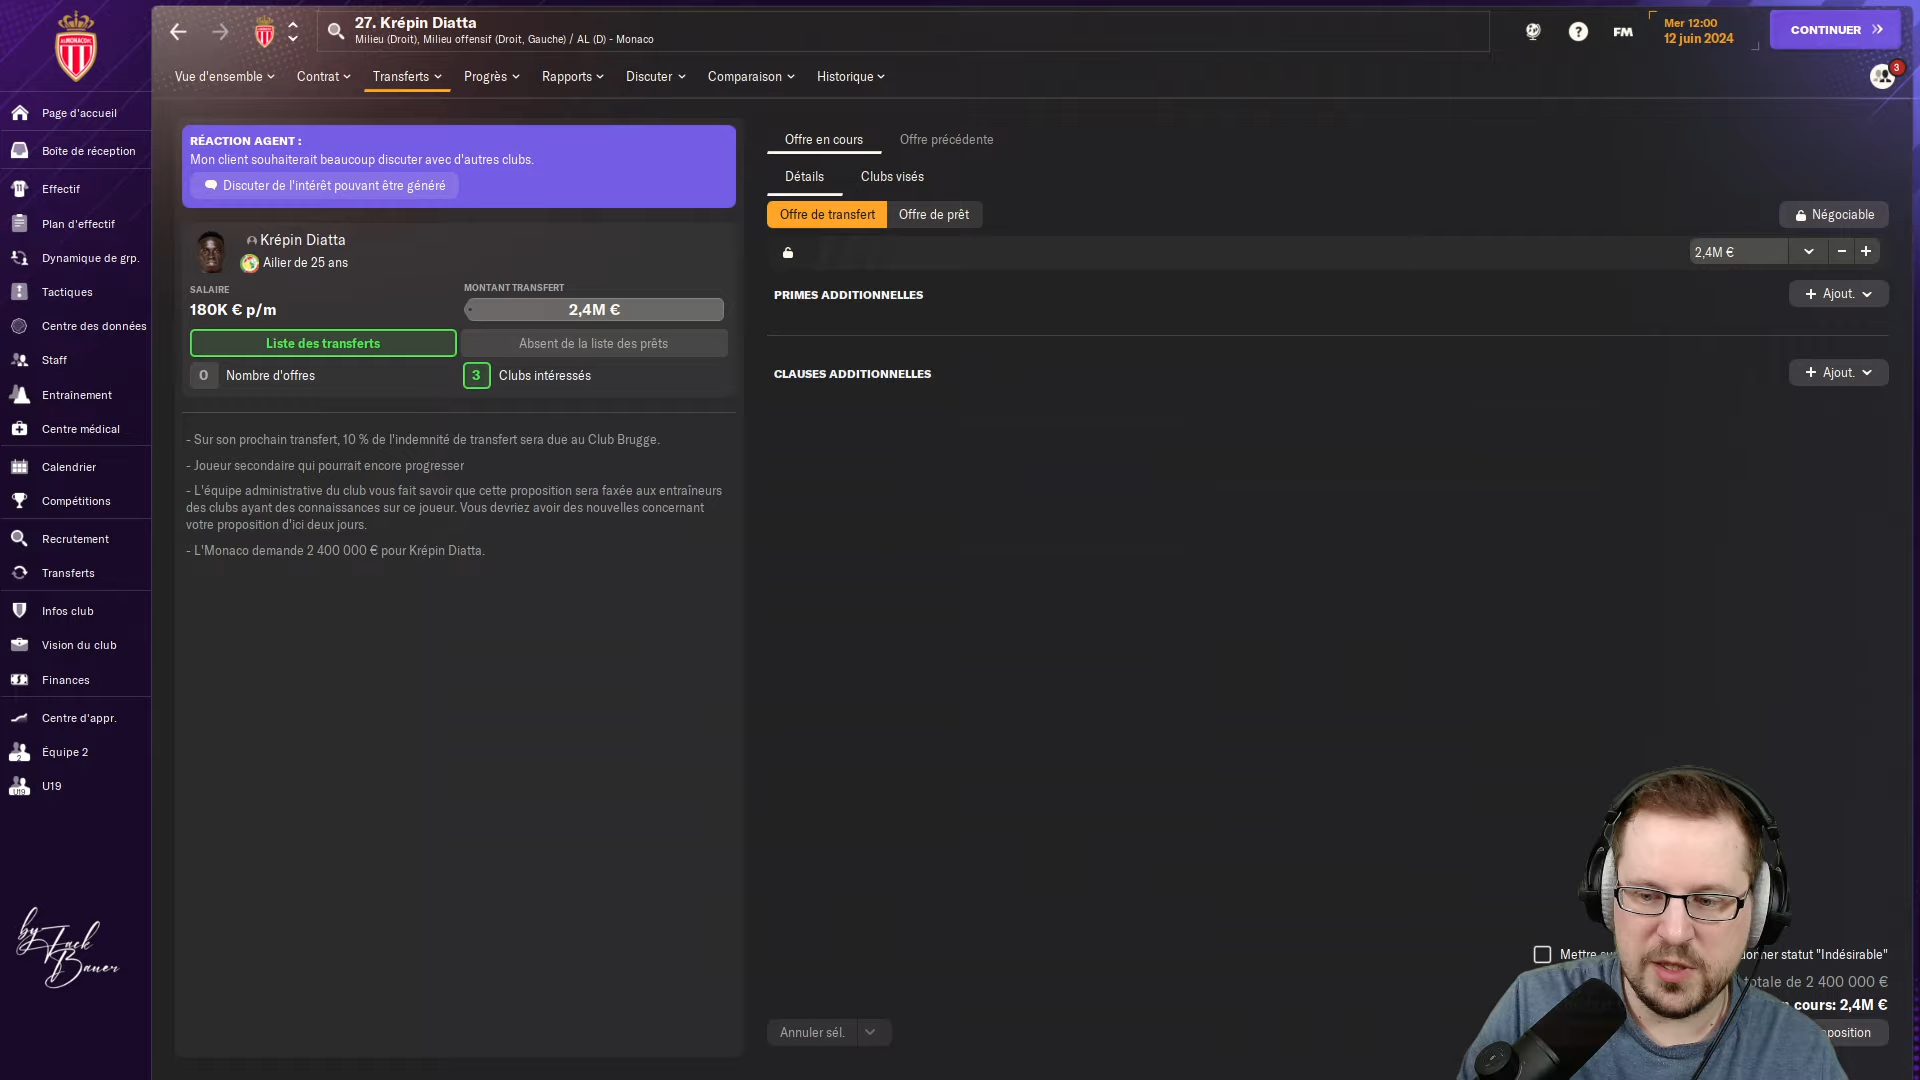 27. Krépin Diatta
Milieu (Droit), Milieu offensif (Droit, Gauche) / AL (D) - Monaco
FM
Mer 12:00
12 juin 2024
CONTINUER
Vue d'ensemble
Contrat
Transferts
Progrès
Rapports
Discuter
Comparaison
Historique
3
Page d'accueil
Boîte de réception
Effectif
Plan d'effectif
Dynamique de grp.
Tactiques
Centre des données
Staff
Entraînement
Centre médical
Calendrier
Compétitions
Recrutement
Transferts
Infos club
Vision du club
Finances
Centre d'appr.
Équipe 2
U19
by Jack
Bauer
RÉACTION AGENT :
Mon client souhaiterait beaucoup discuter avec d'autres clubs.
Discuter de l'intérêt pouvant être généré
Krépin Diatta
Ailier de 25 ans
SALAIRE
180K € p/m
MONTANT TRANSFERT
2,4M €
Liste des transferts
Absent de la liste des prêts
0 Nombre d'offres
3 Clubs intéressés
- Sur son prochain transfert, 10 % de l'indemnité de transfert sera due au Club Brugge.
- Joueur secondaire qui pourrait encore progresser
- L'équipe administrative du club vous fait savoir que cette proposition sera faxée aux entraîneurs
des clubs ayant des connaissances sur ce joueur. Vous devriez avoir des nouvelles concernant
votre proposition d'ici deux jours.
- L'Monaco demande 2 400 000 € pour Krépin Diatta.
Offre en cours
Offre précédente
Détails
Clubs visés
Offre de transfert
Offre de prêt
Négociable
2,4M €
PRIMES ADDITIONNELLES
+ Ajout.
CLAUSES ADDITIONNELLES
+ Ajout.
Mettre statut "Indésirable"
totale de 2 400 000 €
cours: 2,4M €
Annuler sél.